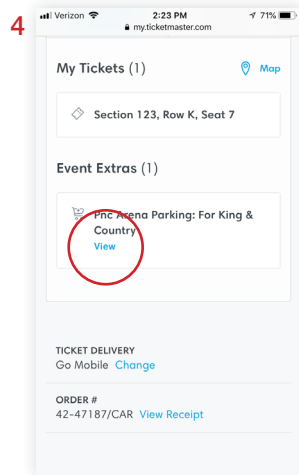 4
Verizon 2:23 PM 71%
my.ticketmaster.com
My Tickets (1) Map
Section 123, Row K, Seat 7
Event Extras (1)
Pnc Arena Parking: For King &
Country
View
TICKET DELIVERY
Go Mobile Change
ORDER #
42-47187/CAR View Receipt